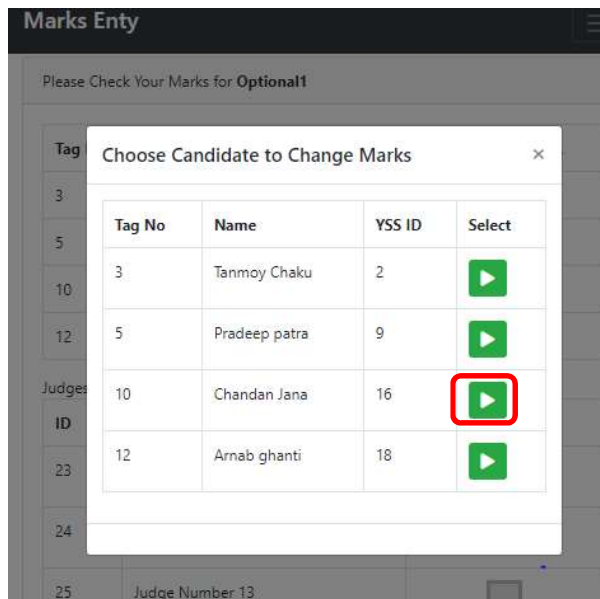 Marks Enty
Please Check Your Marks for Optional1
Tag
Choose Candidate to Change Marks ×
3
5
10
12
Tag No Name YSS ID Select
3 Tanmoy Chaku 2
5 Pradeep patra 9
10 Chandan Jana 16
12 Arnab ghanti 18
Judges
ID
23
24
25 Judge Number 13